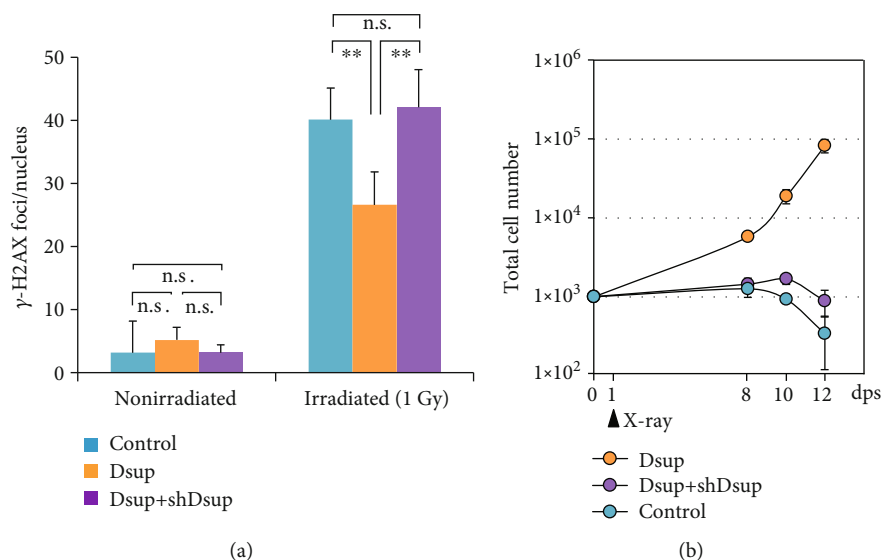 n.s.
** **
50
40
30
20
10
0
γ-H2AX foci/nucleus
n.s .
n.s . n.s.
Nonirradiated Irradiated (1 Gy)
Control
Dsup
Dsup+shDsup
(a)
1×10⁶
1×10⁵
1×10⁴
1×10³
1×10²
Total cell number
0 1 8 10 12 dps
X-ray
Dsup
Dsup+shDsup
Control
(b)